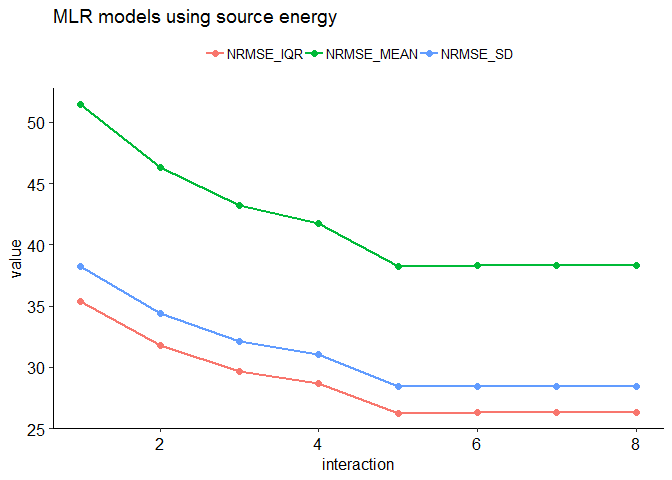 MLR models using source energy
NRMSE_IQR NRMSE_MEAN NRMSE_SD
50
45
40
35
30
25
value
2 4 6 8
interaction